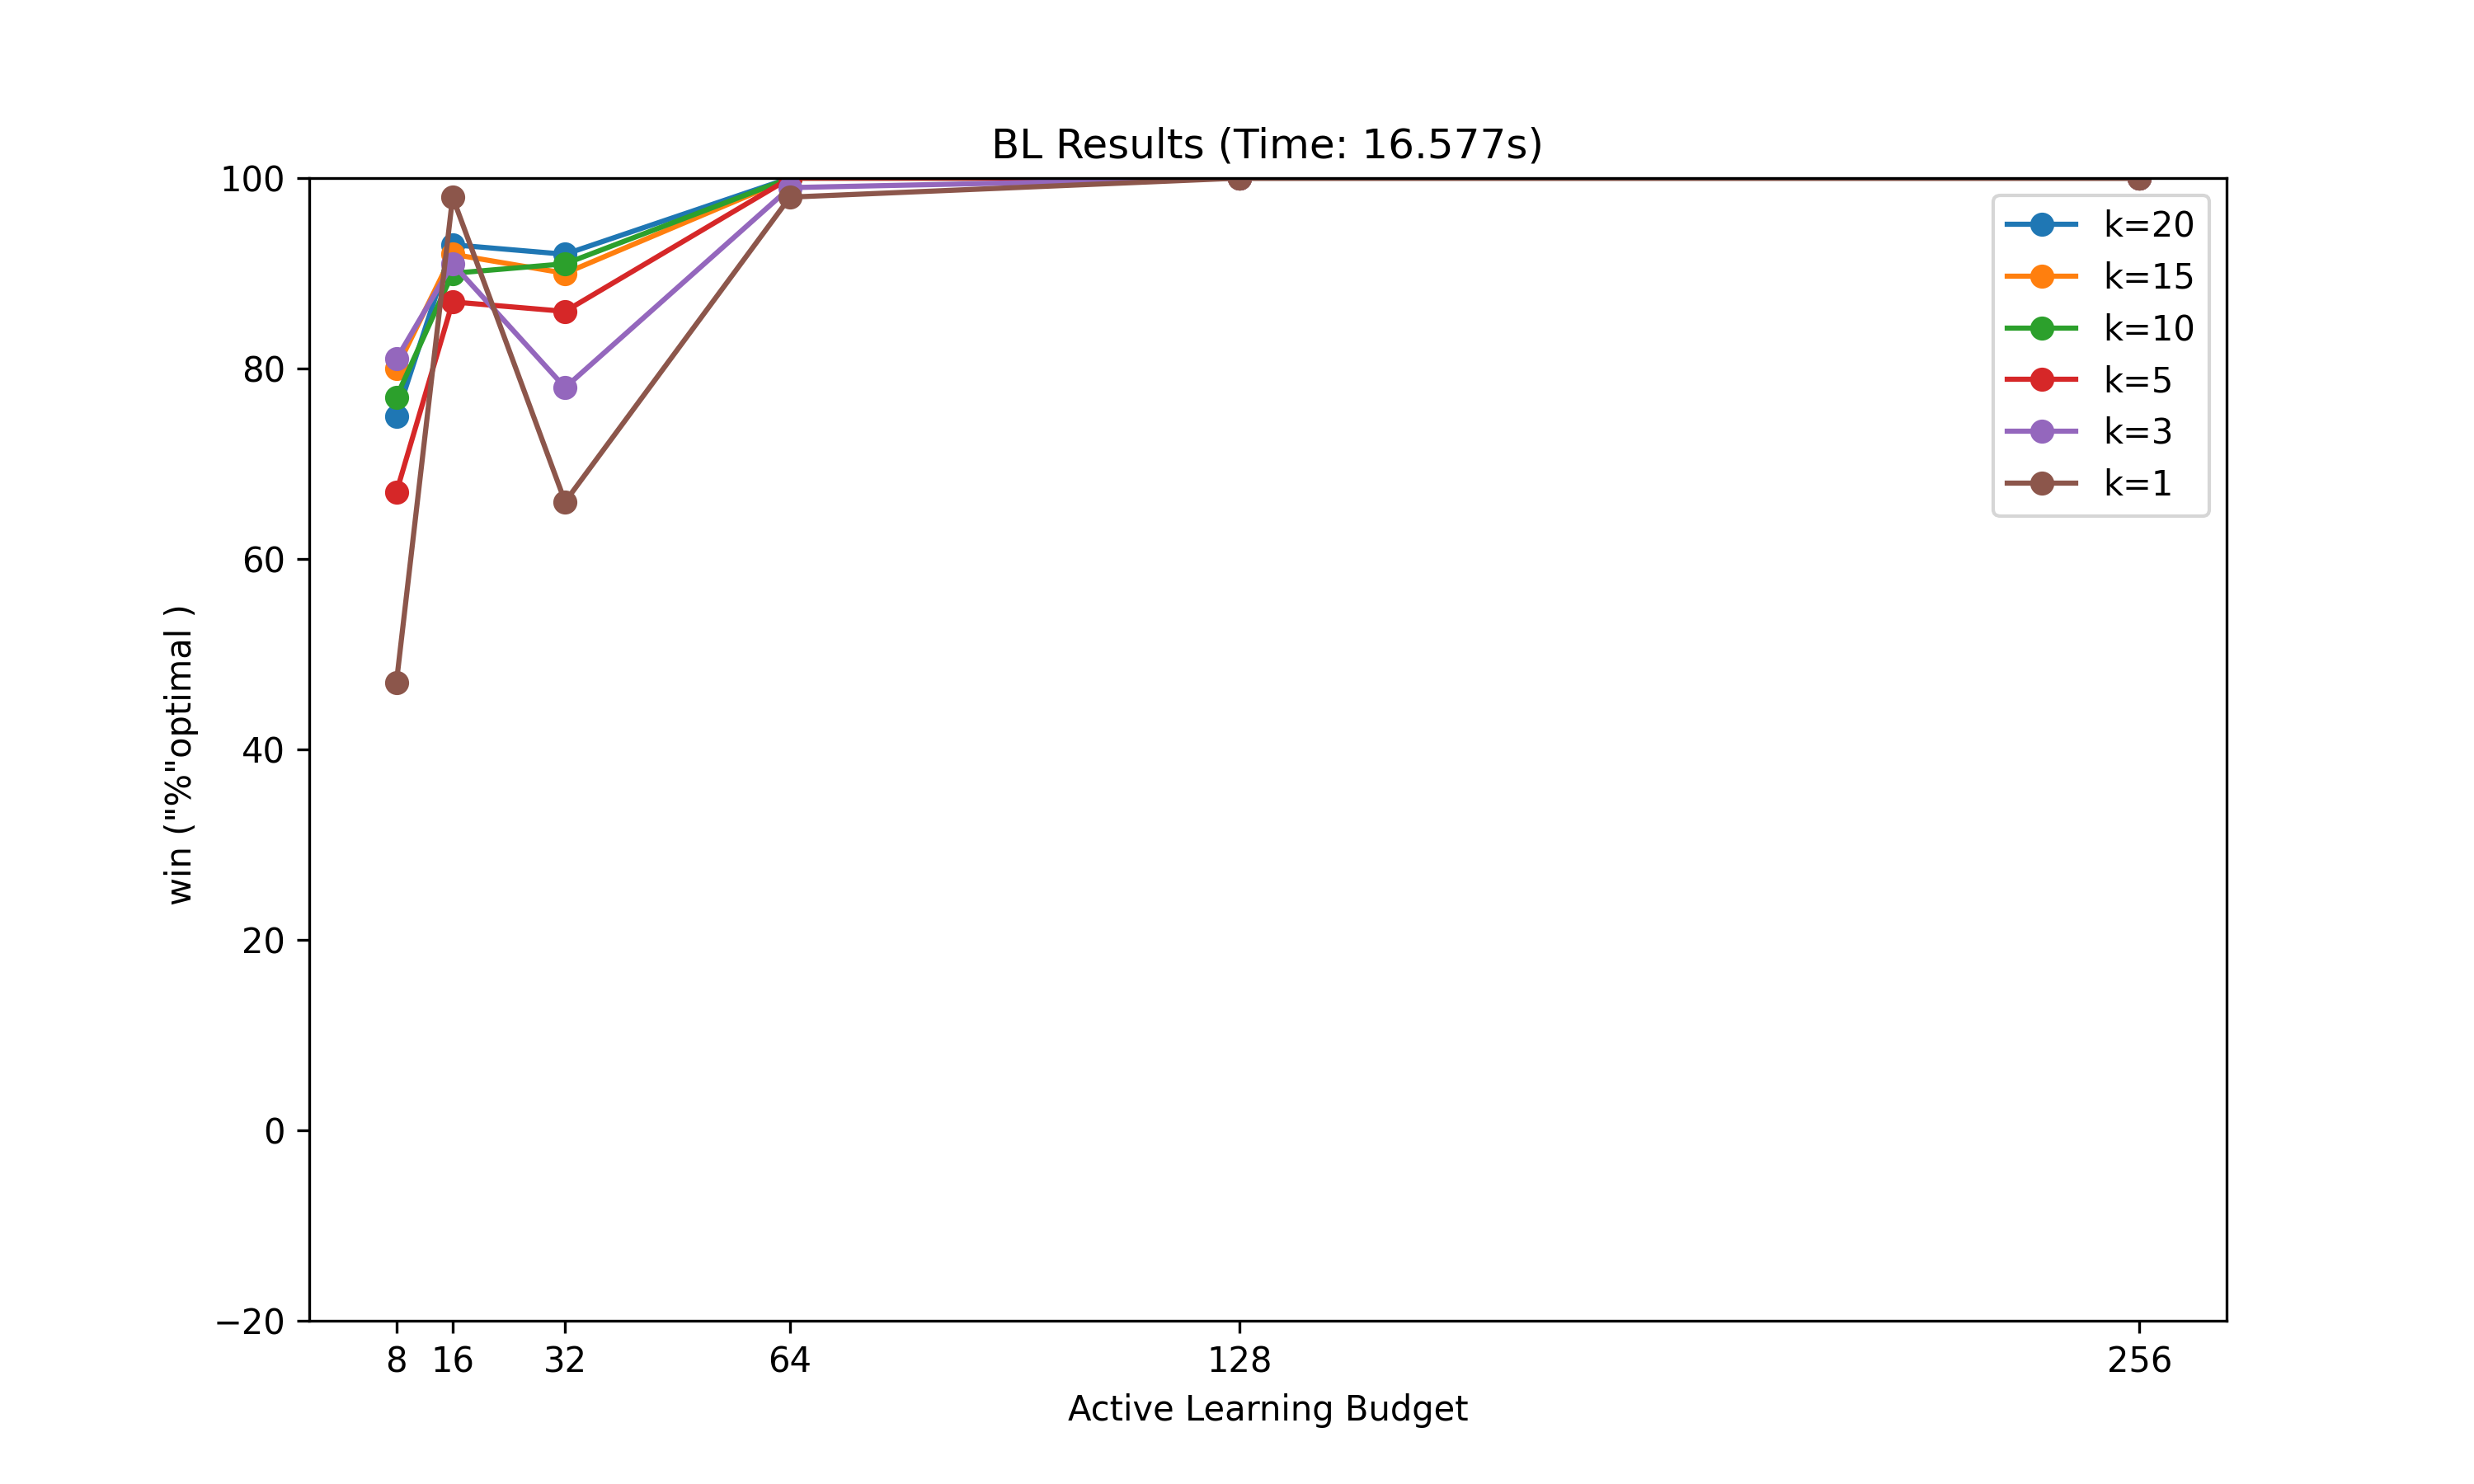 BL Results (Time: 16.577s)
100
80
60
40
20
0
−20
win ("%"optimal )
k=20
k=15
k=10
k=5
k=3
k=1
8 16 32 64 128 256
Active Learning Budget